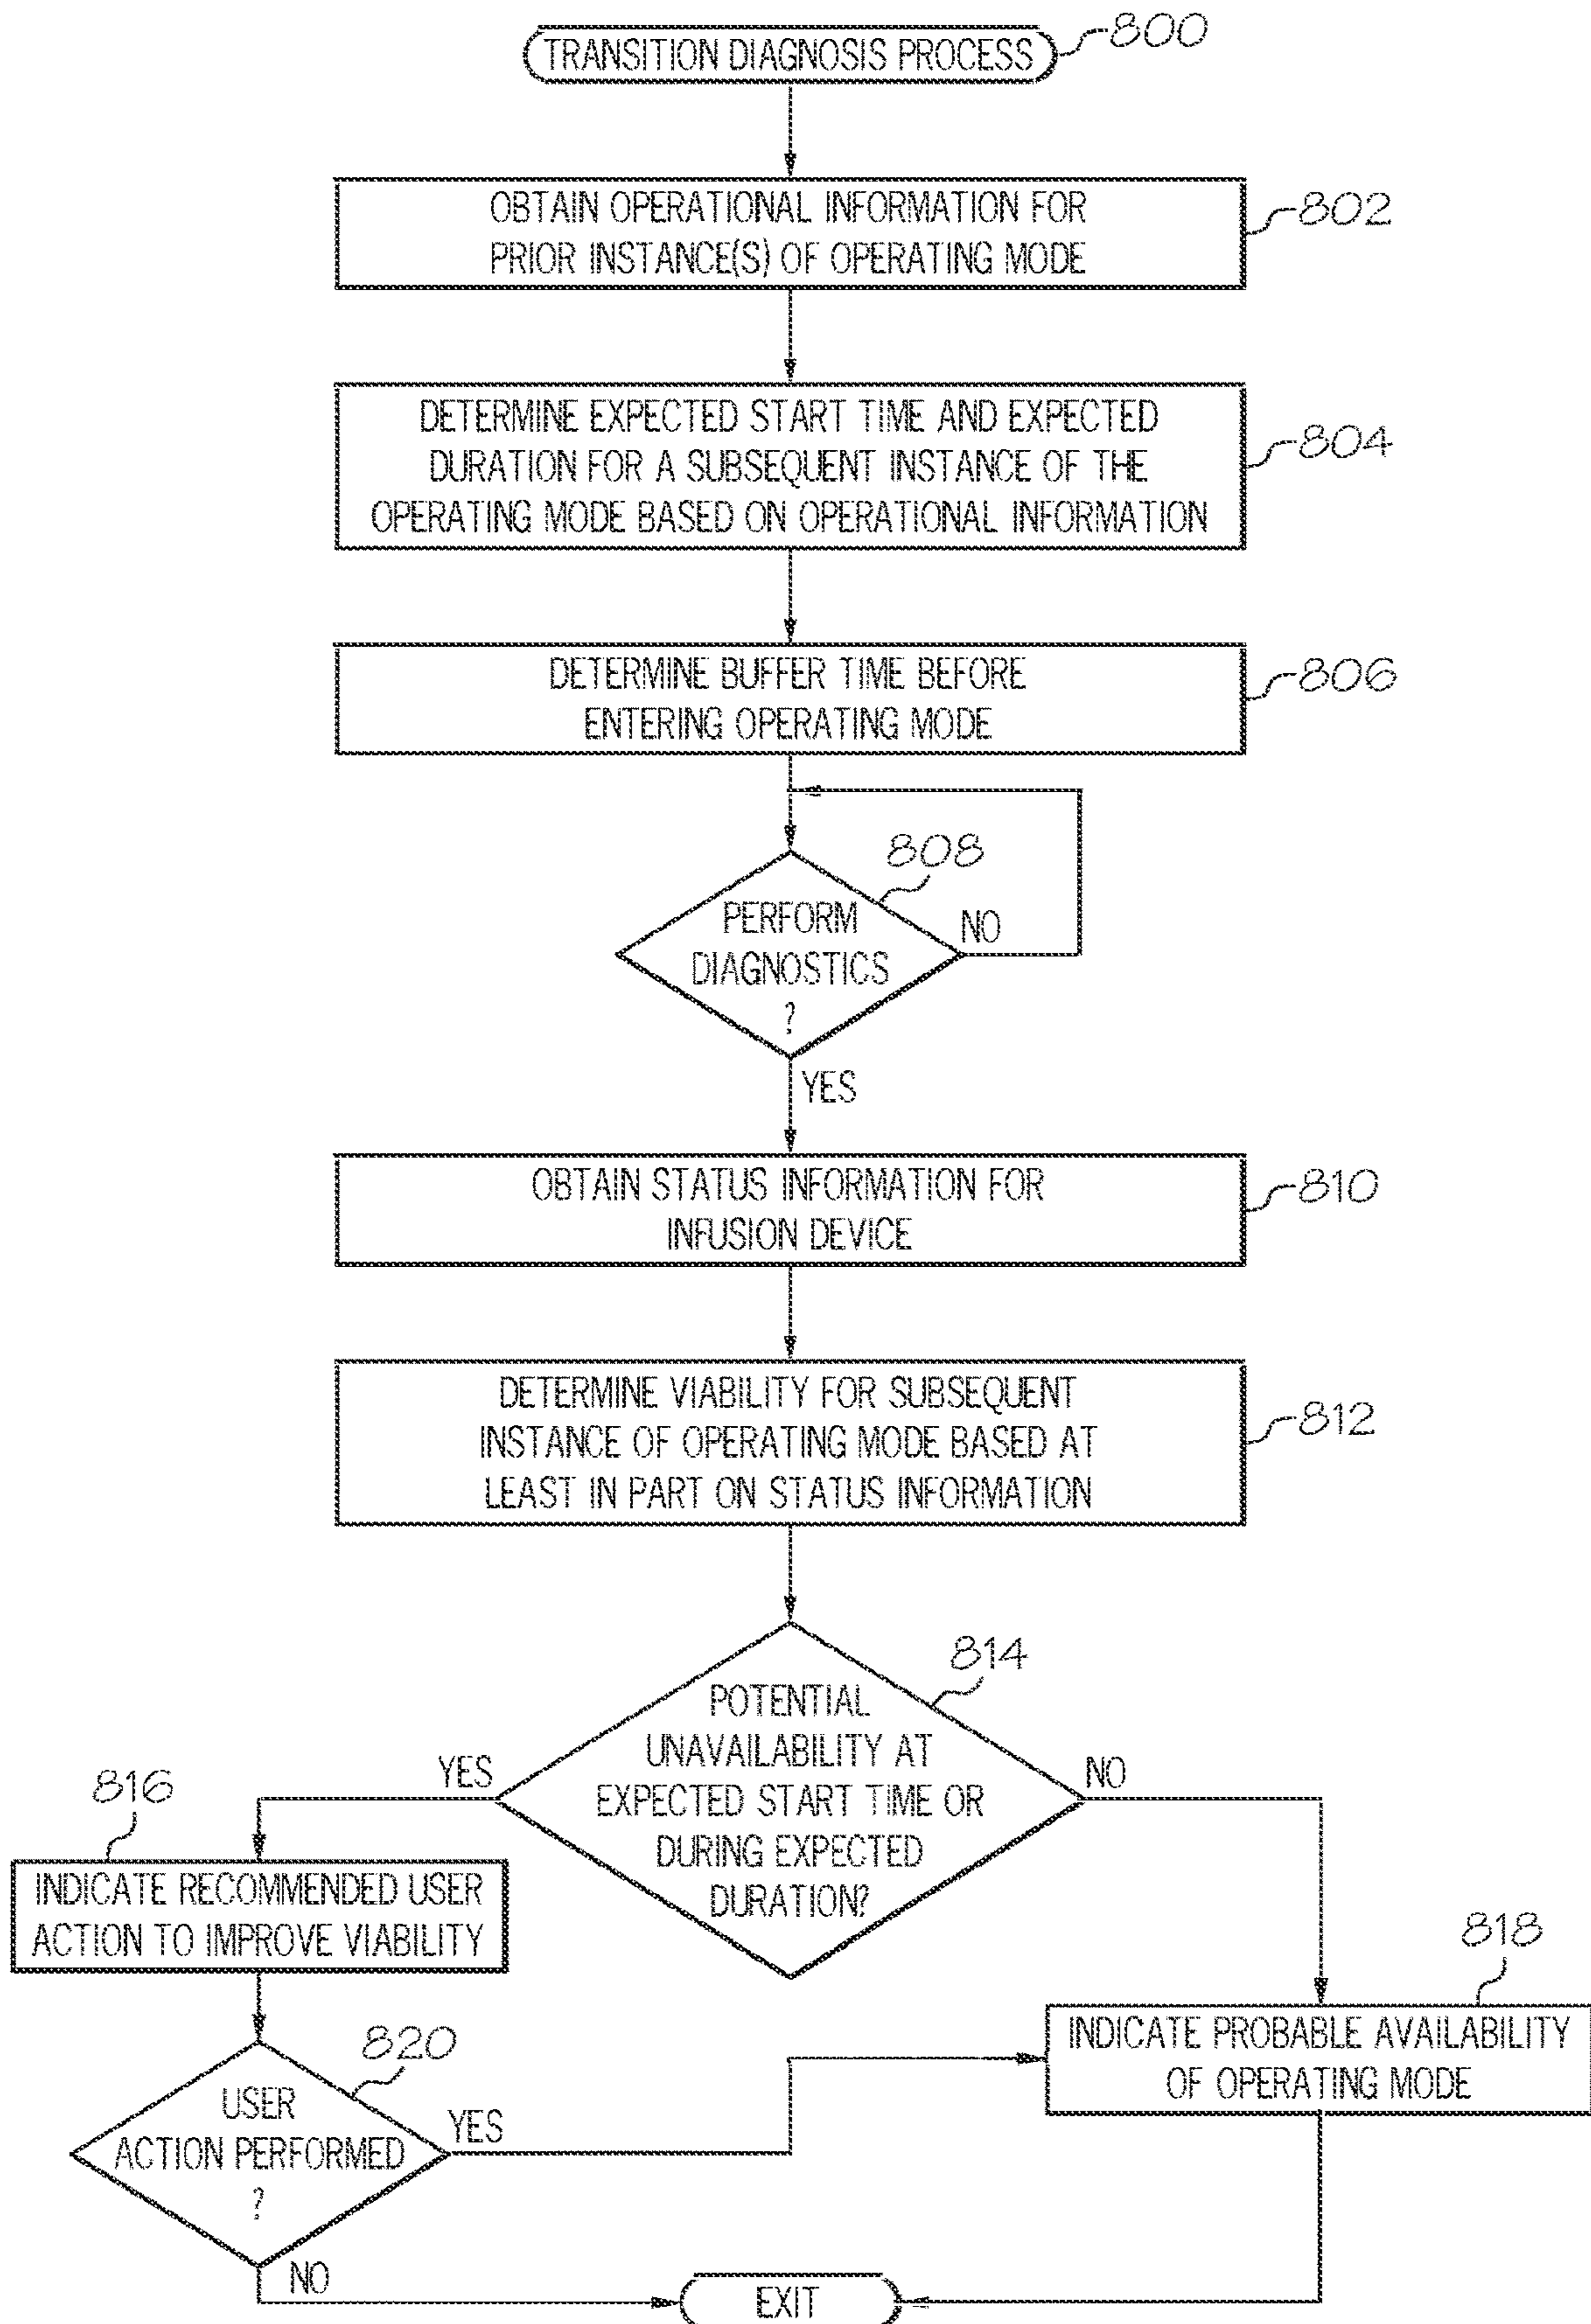 TRANSITION DIAGNOSIS PROCESS
800
OBTAIN OPERATIONAL INFORMATION FOR
PRIOR INSTANCE(S) OF OPERATING MODE
802
DETERMINE EXPECTED START TIME AND EXPECTED
DURATION FOR A SUBSEQUENT INSTANCE OF THE
OPERATING MODE BASED ON OPERATIONAL INFORMATION
804
DETERMINE BUFFER TIME BEFORE
ENTERING OPERATING MODE
806
808
PERFORM
DIAGNOSTICS
?
NO
YES
OBTAIN STATUS INFORMATION FOR
INFUSION DEVICE
810
DETERMINE VIABILITY FOR SUBSEQUENT
INSTANCE OF OPERATING MODE BASED AT
LEAST IN PART ON STATUS INFORMATION
812
814
POTENTIAL
UNAVAILABILITY AT
EXPECTED START TIME OR
DURING EXPECTED
DURATION?
YES
NO
816
INDICATE RECOMMENDED USER
ACTION TO IMPROVE VIABILITY
818
INDICATE PROBABLE AVAILABILITY
OF OPERATING MODE
820
USER
ACTION PERFORMED
?
YES
NO
EXIT